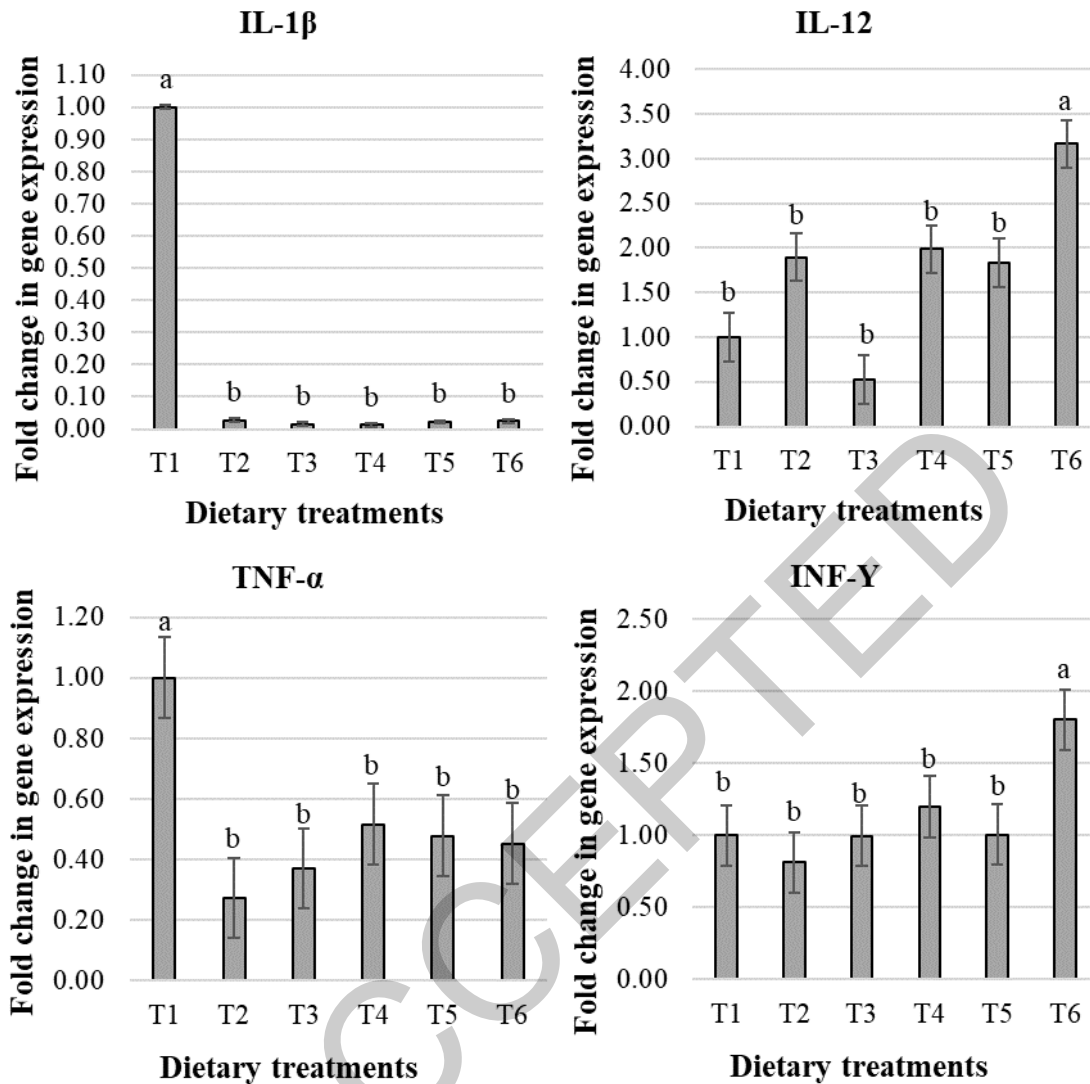 IL-1β
Fold change in gene expression
1.10
1.00
0.90
0.80
0.70
0.60
0.50
0.40
0.30
0.20
0.10
0.00
a
b
b
b
b
b
T1 T2 T3 T4 T5 T6
Dietary treatments
IL-12
Fold change in gene expression
4.00
3.50
3.00
2.50
2.00
1.50
1.00
0.50
0.00
b
b
b
b
b
a
T1 T2 T3 T4 T5 T6
Dietary treatments
TNF-α
Fold change in gene expression
1.20
1.00
0.80
0.60
0.40
0.20
0.00
a
b
b
b
b
b
T1 T2 T3 T4 T5 T6
Dietary treatments
INF-Y
Fold change in gene expression
2.50
2.00
1.50
1.00
0.50
0.00
b
b
b
b
b
a
T1 T2 T3 T4 T5 T6
Dietary treatments
CCEPTED